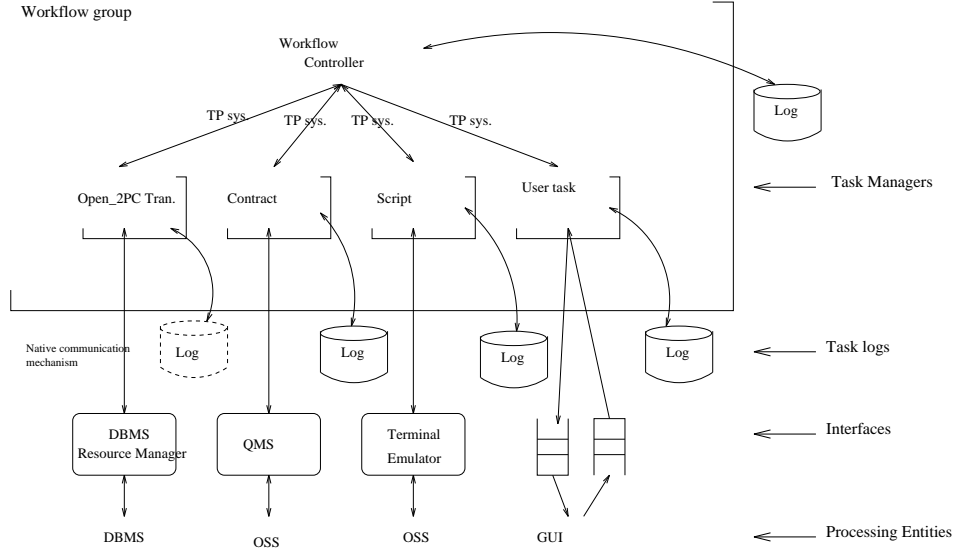 Workflow group
Workflow
Controller
Log
TP sys.
TP sys.
TP sys.
TP sys.
Open_2PC Tran.
Contract
Script
User task
Task Managers
Native communication
mechanism
Log
Log
Log
Log
Task logs
DBMS
Resource Manager
QMS
Terminal
Emulator
Interfaces
DBMS
OSS
OSS
GUI
Processing Entities